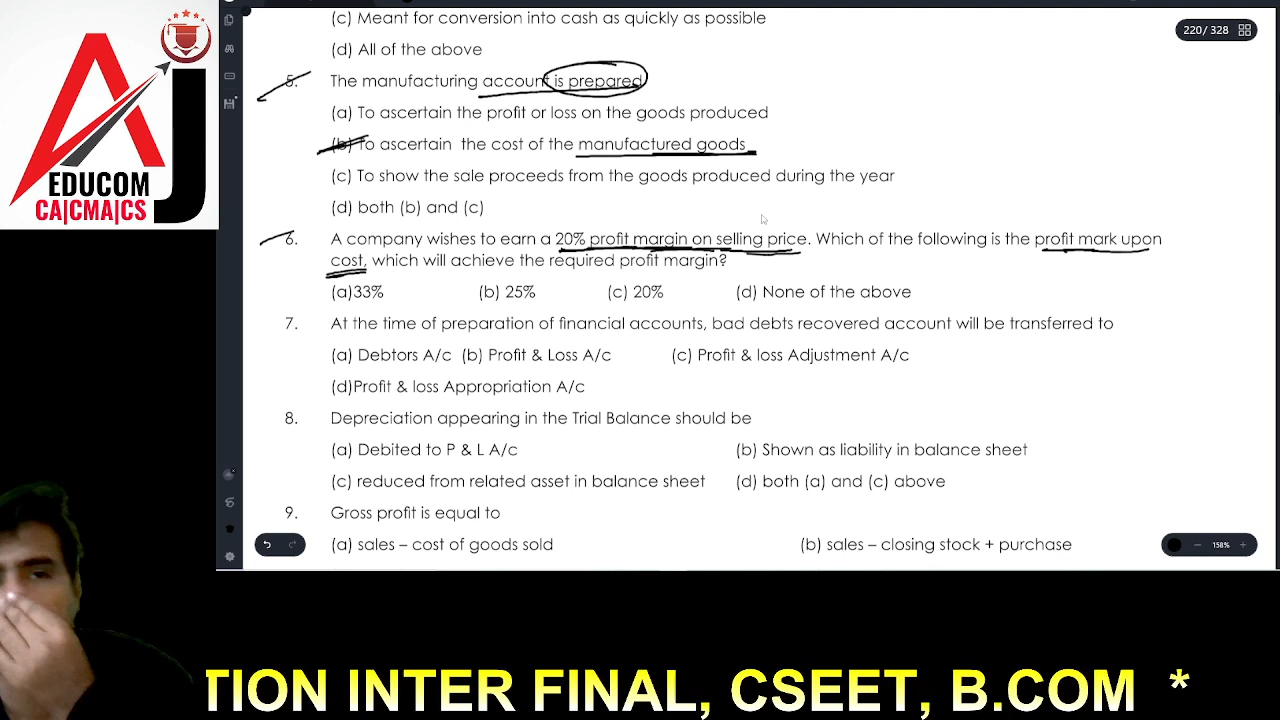 (c) Meant for conversion into cash as quickly as possible
220/ 328
(d) All of the above
5. The manufacturing account is prepared
(a) To ascertain the profit or loss on the goods produced
(b) To ascertain the cost of the manufactured goods
(c) To show the sale proceeds from the goods produced during the year
(d) both (b) and (c)
6. A company wishes to earn a 20% profit margin on selling price. Which of the following is the profit mark upon
cost, which will achieve the required profit margin?
(a)33% (b) 25% (c) 20% (d) None of the above
7. At the time of preparation of financial accounts, bad debts recovered account will be transferred to
(a) Debtors A/c (b) Profit & Loss A/c (c) Profit & loss Adjustment A/c
(d)Profit & loss Appropriation A/c
8. Depreciation appearing in the Trial Balance should be
(a) Debited to P & L A/c (b) Shown as liability in balance sheet
(c) reduced from related asset in balance sheet (d) both (a) and (c) above
9. Gross profit is equal to
(a) sales – cost of goods sold (b) sales – closing stock + purchase
158%
AJ
EDUCOM
CA|CMA|CS
TION INTER FINAL, CSEET, B.COM *